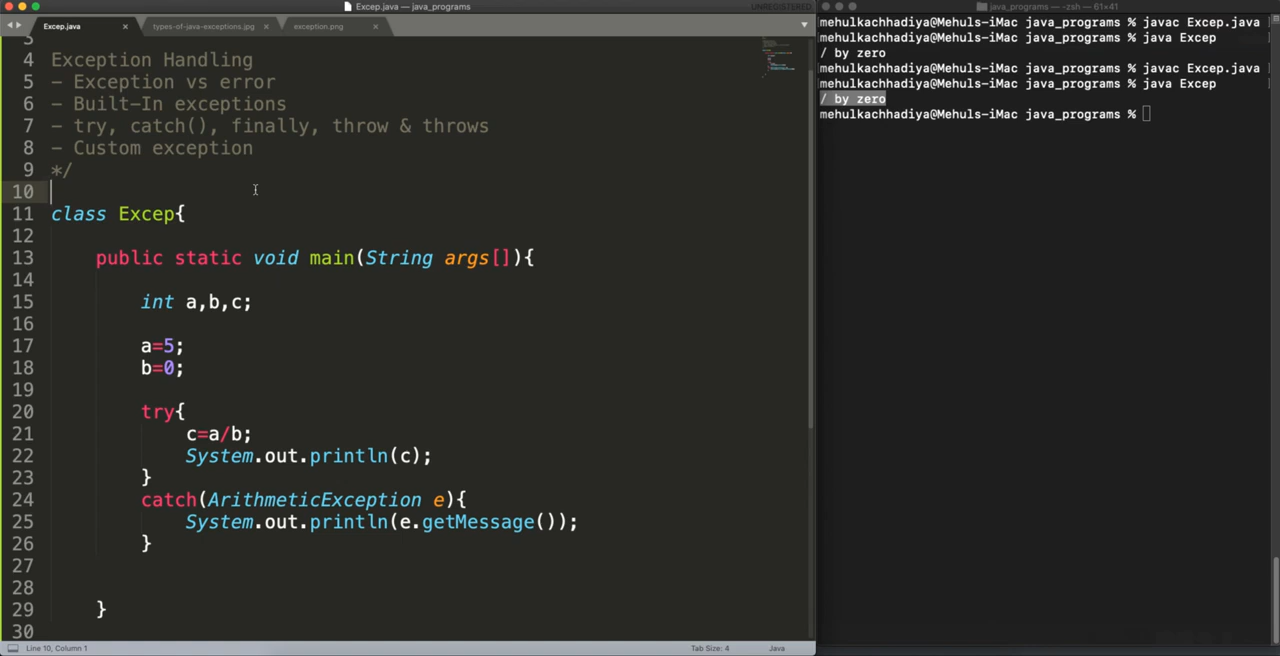 Excep.java — java_programs
UNREGISTERED
Excep.java
types-of-java-exceptions.jpg
exception.png
3
4 Exception Handling
5 - Exception vs error
6 - Built-In exceptions
7 - try, catch(), finally, throw & throws
8 - Custom exception
9 */
10
11 class Excep{
12
13 public static void main(String args[]){
14
15 int a,b,c;
16
17 a=5;
18 b=0;
19
20 try{
21 c=a/b;
22 System.out.println(c);
23 }
24 catch(ArithmeticException e){
25 System.out.println(e.getMessage());
26 }
27
28
29 }
30
Line 10, Column 1
Tab Size: 4
Java
java_programs — -zsh — 61×41
mehulkachhadiya@Mehuls-iMac java_programs % javac Excep.java
mehulkachhadiya@Mehuls-iMac java_programs % java Excep
/ by zero
mehulkachhadiya@Mehuls-iMac java_programs % javac Excep.java
mehulkachhadiya@Mehuls-iMac java_programs % java Excep
/ by zero
mehulkachhadiya@Mehuls-iMac java_programs %